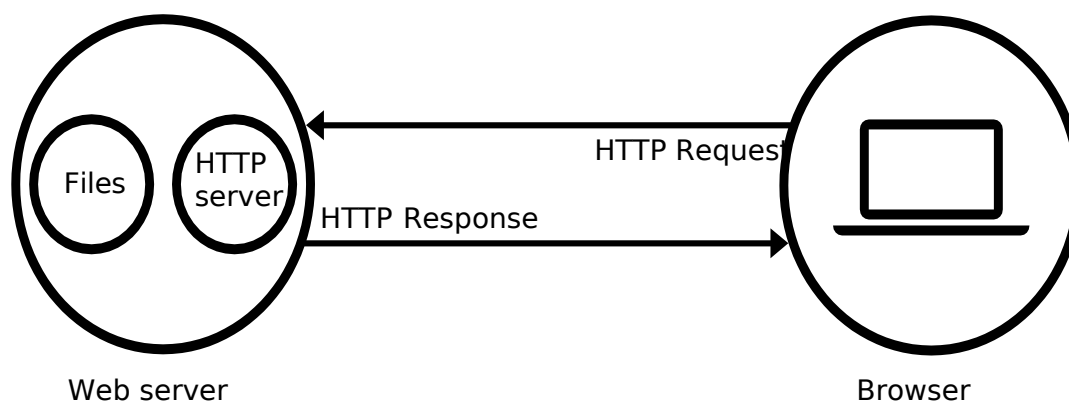 HTTP Request
Files
HTTP
server
HTTP Response
Web server
Browser